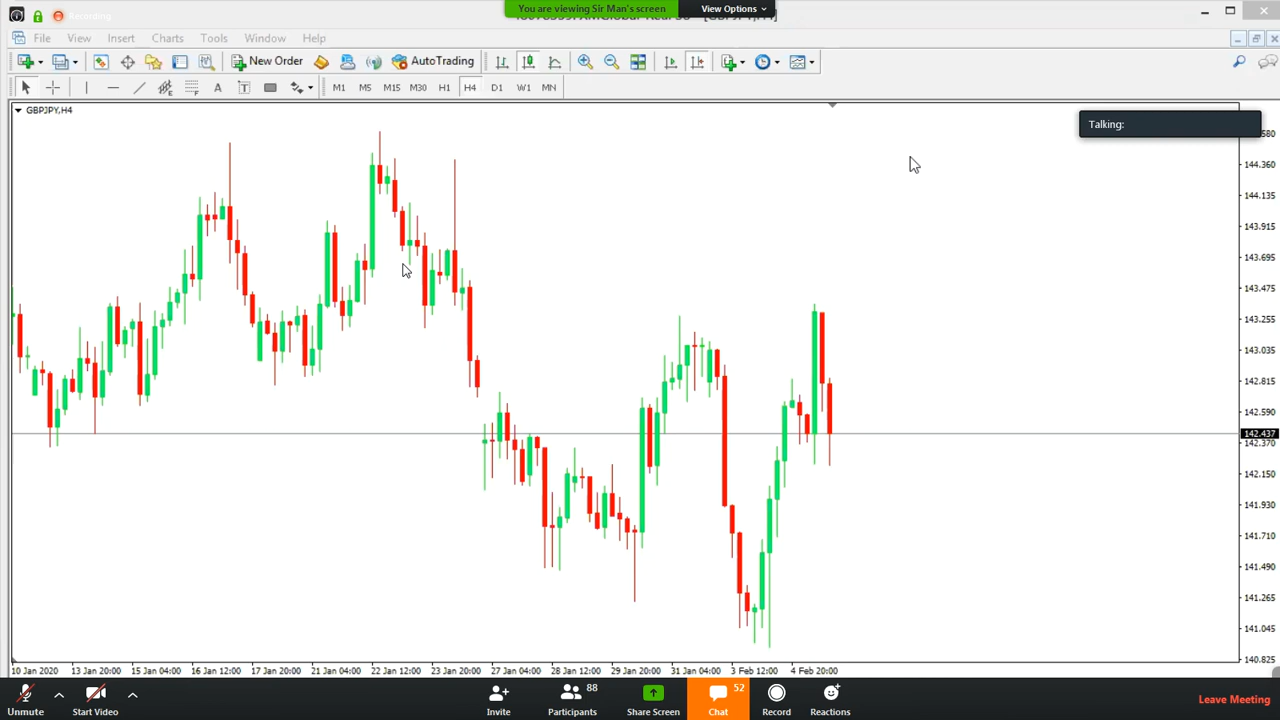 You are viewing Sir Man's screen
View Options
Recording
File View Insert Charts Tools Window Help
New Order AutoTrading
A T M1 M5 M15 M30 H1 H4 D1 W1 MN
GBPJPY,H4
Talking:
144.360
144.135
143.915
143.695
143.475
143.255
143.035
142.815
142.590
142.437
142.370
142.150
141.930
141.710
141.490
141.265
141.045
140.825
10 Jan 2020 13 Jan 20:00 15 Jan 04:00 16 Jan 12:00 17 Jan 20:00 21 Jan 04:00 22 Jan 12:00 23 Jan 20:00 27 Jan 04:00 28 Jan 12:00 29 Jan 20:00 31 Jan 04:00 3 Feb 12:00 4 Feb 20:00
88 52
Unmute Start Video Invite Participants Share Screen Chat Record Reactions Leave Meeting